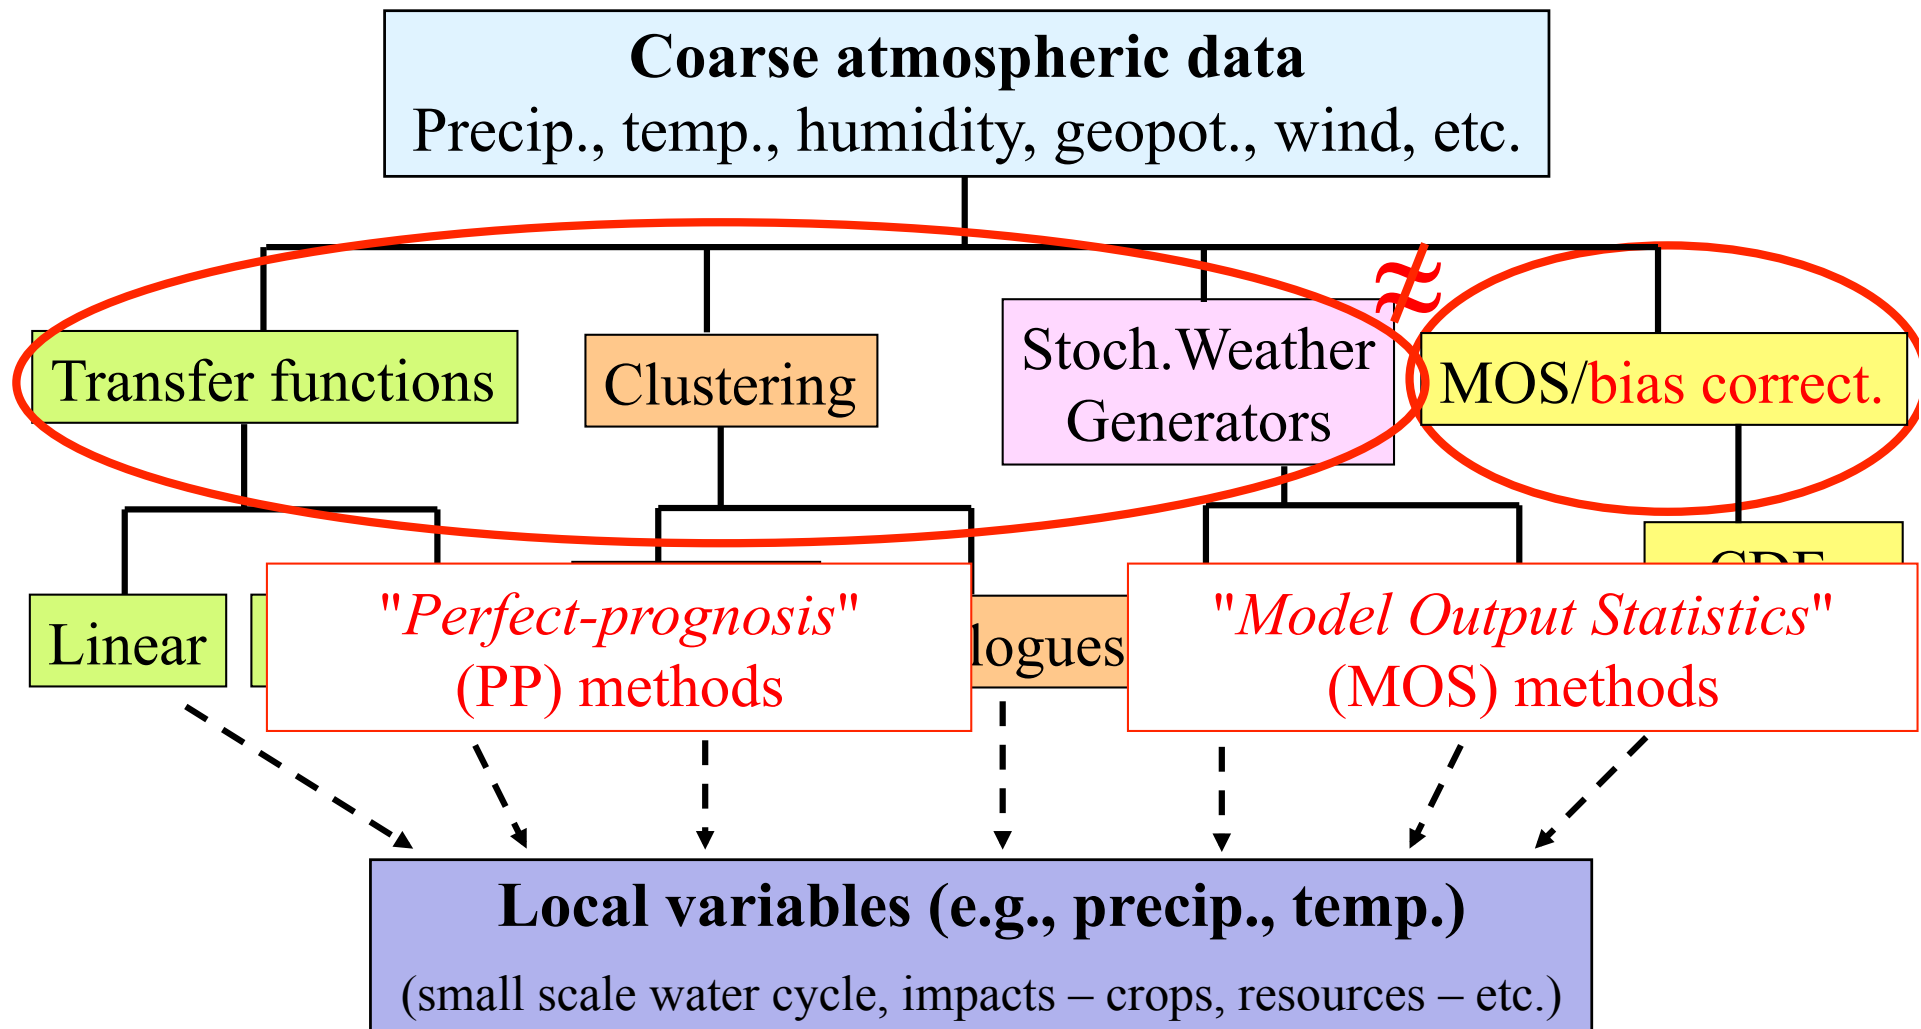 Coarse atmospheric data
Precip., temp., humidity, geopot., wind, etc.
≉
Transfer functions
Clustering
Stoch.Weather
Generators
MOS/bias correct.
Linear
"Perfect-prognosis"
(PP) methods
logues
"Model Output Statistics"
(MOS) methods
Local variables (e.g., precip., temp.)
(small scale water cycle, impacts – crops, resources – etc.)